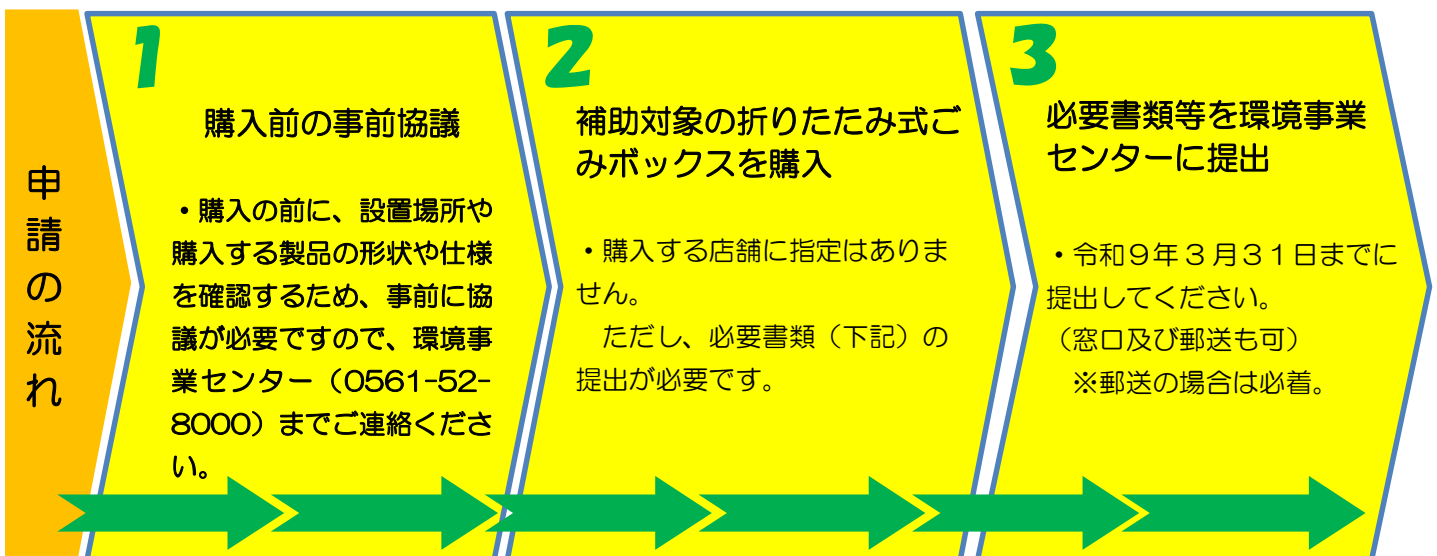 申請の流れ
1
購入前の事前協議
・購入の前に、設置場所や
購入する製品の形状や仕様
を確認するため、事前に協
議が必要ですので、環境事
業センター（0561-52-
8000）までご連絡くださ
い。
2
補助対象の折りたたみ式ご
みボックスを購入
・購入する店舗に指定はありま
せん。
　ただし、必要書類（下記）の
提出が必要です。
3
必要書類等を環境事業
センターに提出
・令和９年３月３１日までに
提出してください。
（窓口及び郵送も可）
　※郵送の場合は必着。